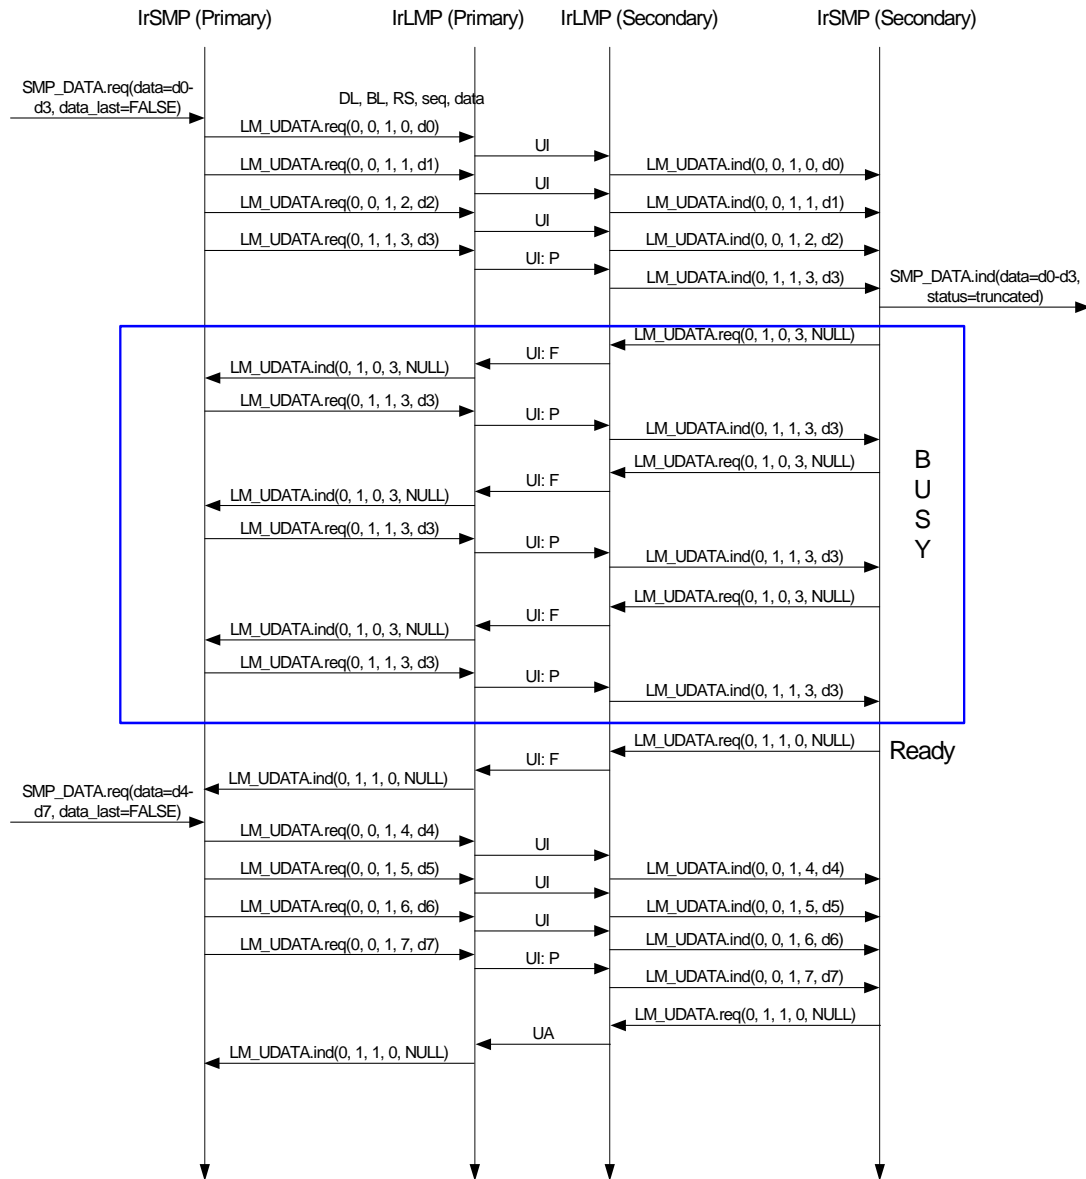 IrSMP (Primary) IrLMP (Primary) IrLMP (Secondary) IrSMP (Secondary)
SMP_DATA.req(data=d0-
d3, data_last=FALSE)
DL, BL, RS, seq, data
LM_UDATA.req(0, 0, 1, 0, d0)
UI
LM_UDATA.req(0, 0, 1, 1, d1)
LM_UDATA.ind(0, 0, 1, 0, d0)
UI
LM_UDATA.req(0, 0, 1, 2, d2)
LM_UDATA.ind(0, 0, 1, 1, d1)
UI
LM_UDATA.req(0, 1, 1, 3, d3)
LM_UDATA.ind(0, 0, 1, 2, d2)
UI: P
LM_UDATA.ind(0, 1, 1, 3, d3)
SMP_DATA.ind(data=d0-d3,
status=truncated)
LM_UDATA.req(0, 1, 0, 3, NULL)
UI: F
LM_UDATA.ind(0, 1, 0, 3, NULL)
LM_UDATA.req(0, 1, 1, 3, d3)
UI: P
LM_UDATA.ind(0, 1, 1, 3, d3)
LM_UDATA.req(0, 1, 0, 3, NULL)
UI: F
LM_UDATA.ind(0, 1, 0, 3, NULL)
LM_UDATA.req(0, 1, 1, 3, d3)
UI: P
LM_UDATA.ind(0, 1, 1, 3, d3)
LM_UDATA.req(0, 1, 0, 3, NULL)
UI: F
LM_UDATA.ind(0, 1, 0, 3, NULL)
LM_UDATA.req(0, 1, 1, 3, d3)
UI: P
LM_UDATA.ind(0, 1, 1, 3, d3)
B
U
S
Y
LM_UDATA.req(0, 1, 1, 0, NULL)
Ready
UI: F
LM_UDATA.ind(0, 1, 1, 0, NULL)
SMP_DATA.req(data=d4-
d7, data_last=FALSE)
LM_UDATA.req(0, 0, 1, 4, d4)
UI
LM_UDATA.req(0, 0, 1, 5, d5)
LM_UDATA.ind(0, 0, 1, 4, d4)
UI
LM_UDATA.req(0, 0, 1, 6, d6)
LM_UDATA.ind(0, 0, 1, 5, d5)
UI
LM_UDATA.req(0, 0, 1, 7, d7)
LM_UDATA.ind(0, 0, 1, 6, d6)
UI: P
LM_UDATA.ind(0, 0, 1, 7, d7)
LM_UDATA.req(0, 1, 1, 0, NULL)
UA
LM_UDATA.ind(0, 1, 1, 0, NULL)